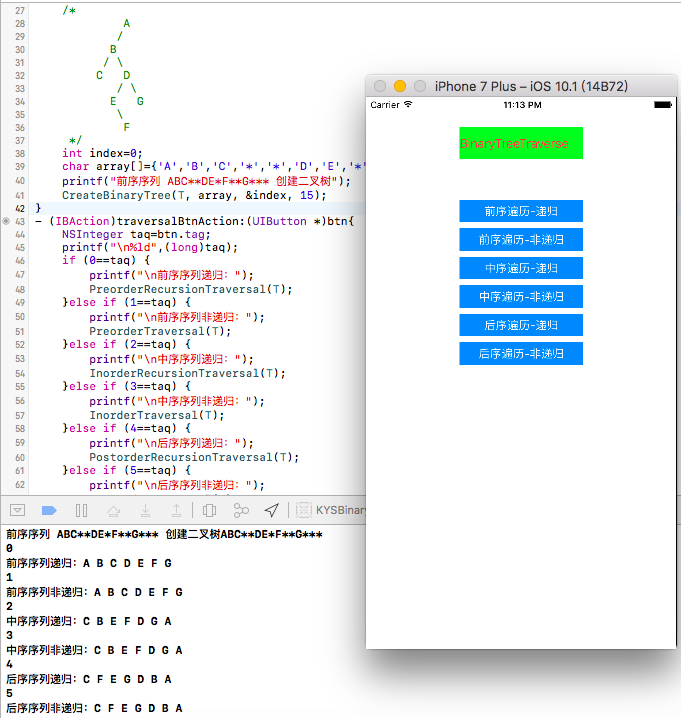 27 /*
28 A
29 /
30 B
31 / \
32 C D
33 / \
34 E G
35 \
36 F
37 */
38 int index=0;
39 char array[]={'A','B','C','*','*','D','E','*'
40 printf("前序序列 ABC**DE*F**G*** 创建二叉树");
41 CreateBinaryTree(T, array, &index, 15);
42 }
43 - (IBAction)traversalBtnAction:(UIButton *)btn{
44 NSInteger taq=btn.tag;
45 printf("\n%ld",(long)taq);
46 if (0==taq) {
47 printf("\n前序序列递归: ");
48 PreorderRecursionTraversal(T);
49 }else if (1==taq) {
50 printf("\n前序序列非递归: ");
51 PreorderTraversal(T);
52 }else if (2==taq) {
53 printf("\n中序序列递归: ");
54 InorderRecursionTraversal(T);
55 }else if (3==taq) {
56 printf("\n中序序列非递归: ");
57 InorderTraversal(T);
58 }else if (4==taq) {
59 printf("\n后序序列递归: ");
60 PostorderRecursionTraversal(T);
61 }else if (5==taq) {
62 printf("\n后序序列非递归: ");
KYSBinary
前序序列 ABC**DE*F**G*** 创建二叉树ABC**DE*F**G***
0
前序序列递归: A B C D E F G
1
前序序列非递归: A B C D E F G
2
中序序列递归: C B E F D G A
3
中序序列非递归: C B E F D G A
4
后序序列递归: C F E G D B A
5
后序序列非递归: C F E G D B A
iPhone 7 Plus – iOS 10.1 (14B72)
Carrier 11:13 PM
BinaryTreeTraverse
前序遍历-递归
前序遍历-非递归
中序遍历-递归
中序遍历-非递归
后序遍历-递归
后序遍历-非递归